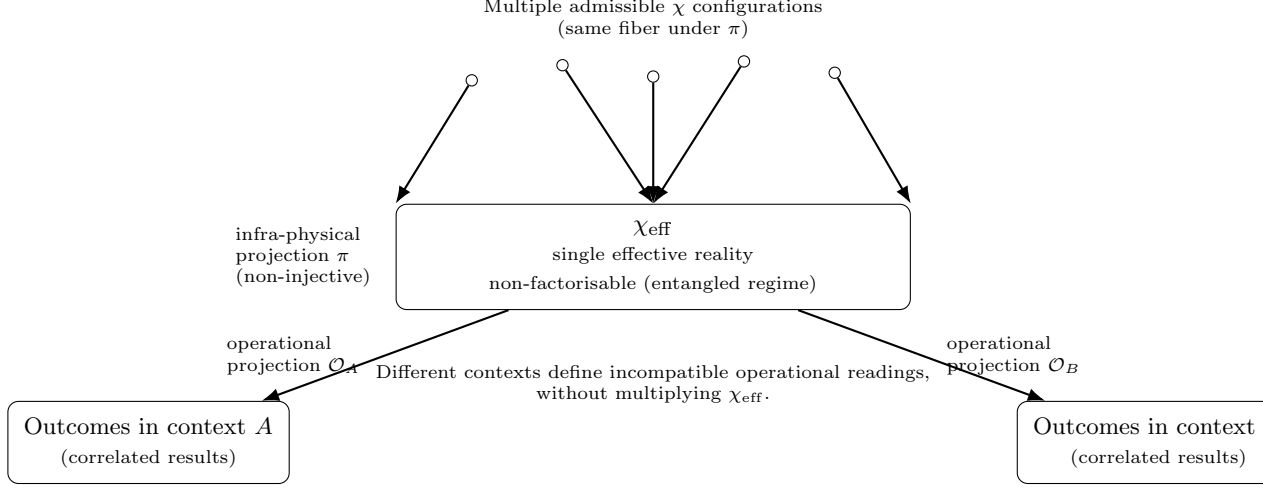 Multiple admissible χ configurations
(same fiber under π)
χeff
single effective reality
non-factorisable (entangled regime)
infra-physical
projection π
(non-injective)
operational
projection 𝒪A
operational
projection 𝒪B
Different contexts define incompatible operational readings,
without multiplying χeff.
Outcomes in context A
(correlated results)
Outcomes in context
(correlated results)